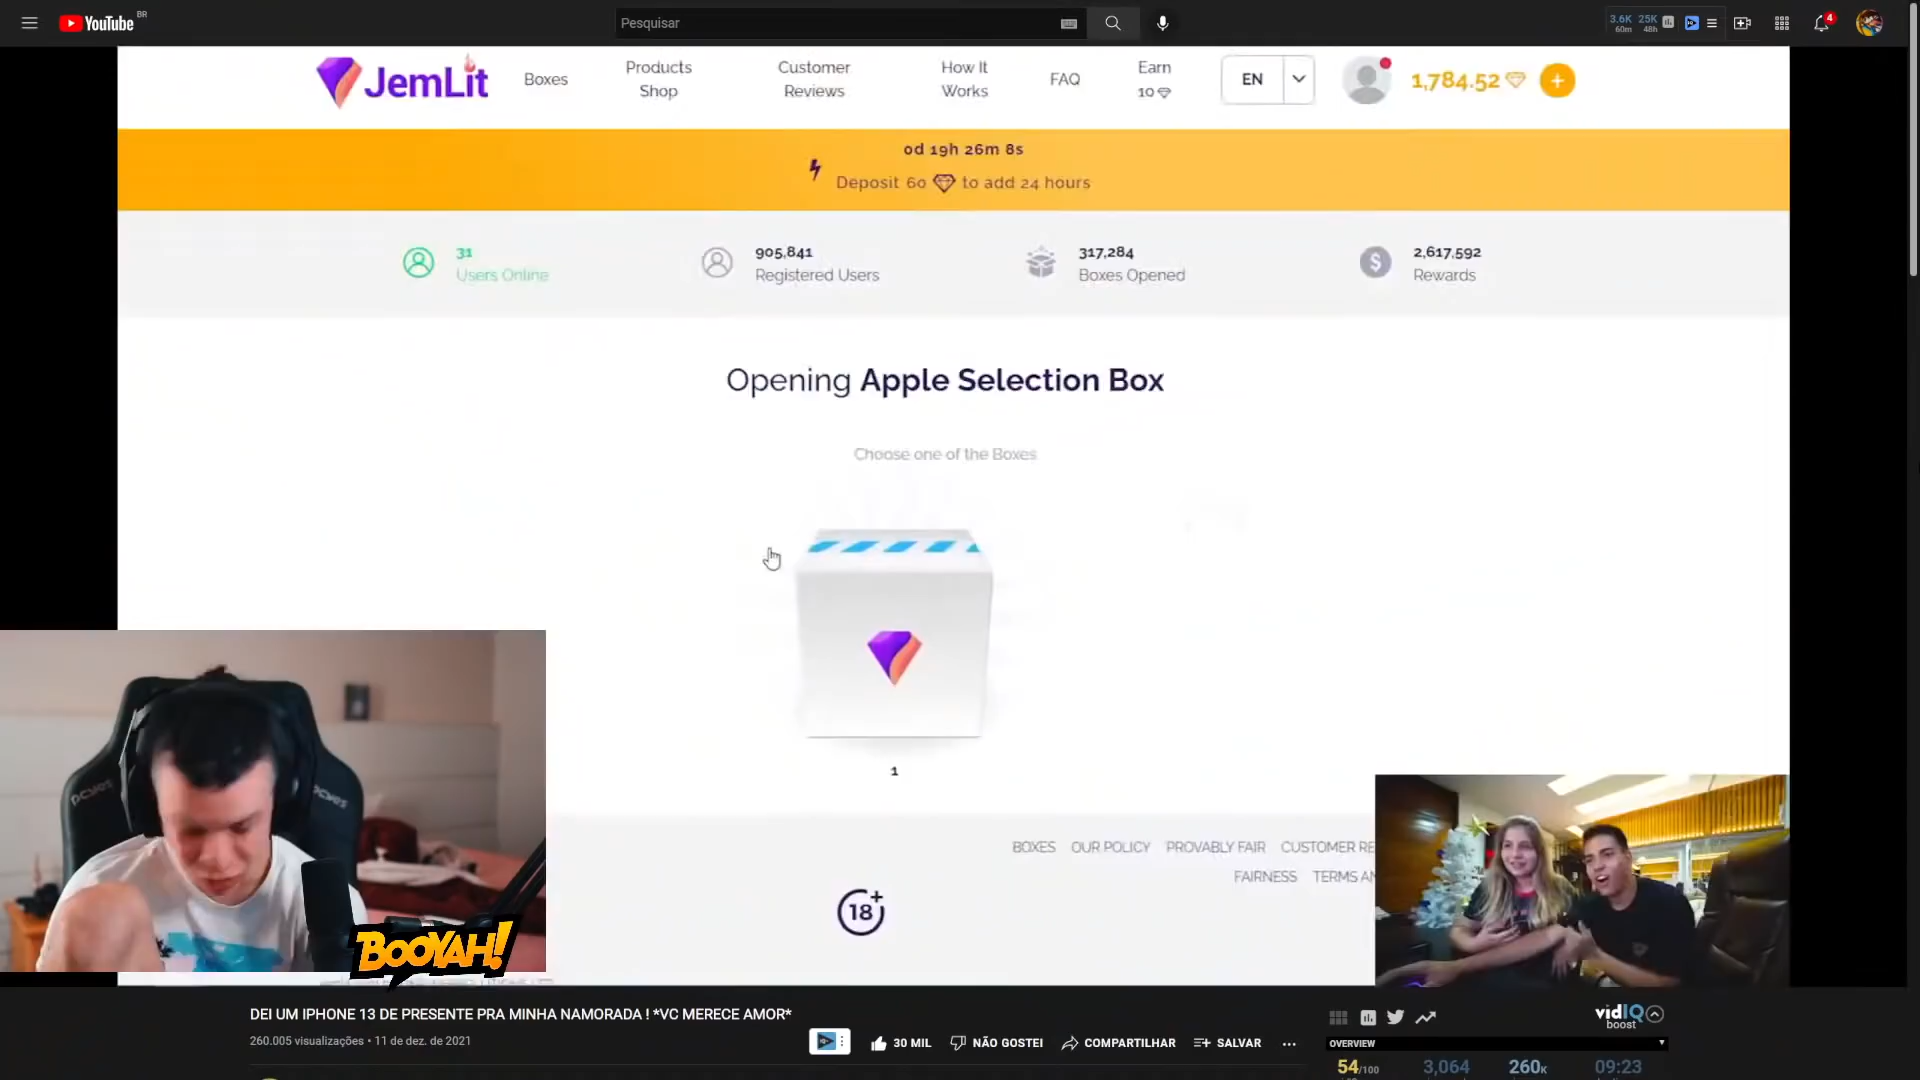 YouTube BR
Pesquisar
3.6K 25K
60m 48h
4
JemLit
Boxes
Products
Shop
Customer
Reviews
How It
Works
FAQ
Earn
10
EN
1,784.52
0d 19h 26m 8s
Deposit 60 to add 24 hours
31
Users Online
905,841
Registered Users
317,284
Boxes Opened
2,617,592
Rewards
Opening Apple Selection Box
Choose one of the Boxes
1
BOXES OUR POLICY PROVABLY FAIR CUSTOMER RE
FAIRNESS TERMS AN
18+
pcyes
pcyes
BOOYAH!
DEI UM IPHONE 13 DE PRESENTE PRA MINHA NAMORADA ! *VC MERECE AMOR*
260.005 visualizações • 11 de dez. de 2021
30 MIL
NÃO GOSTEI
COMPARTILHAR
SALVAR
vidIQ
boost
OVERVIEW
54/100
3,064
260K
09:23